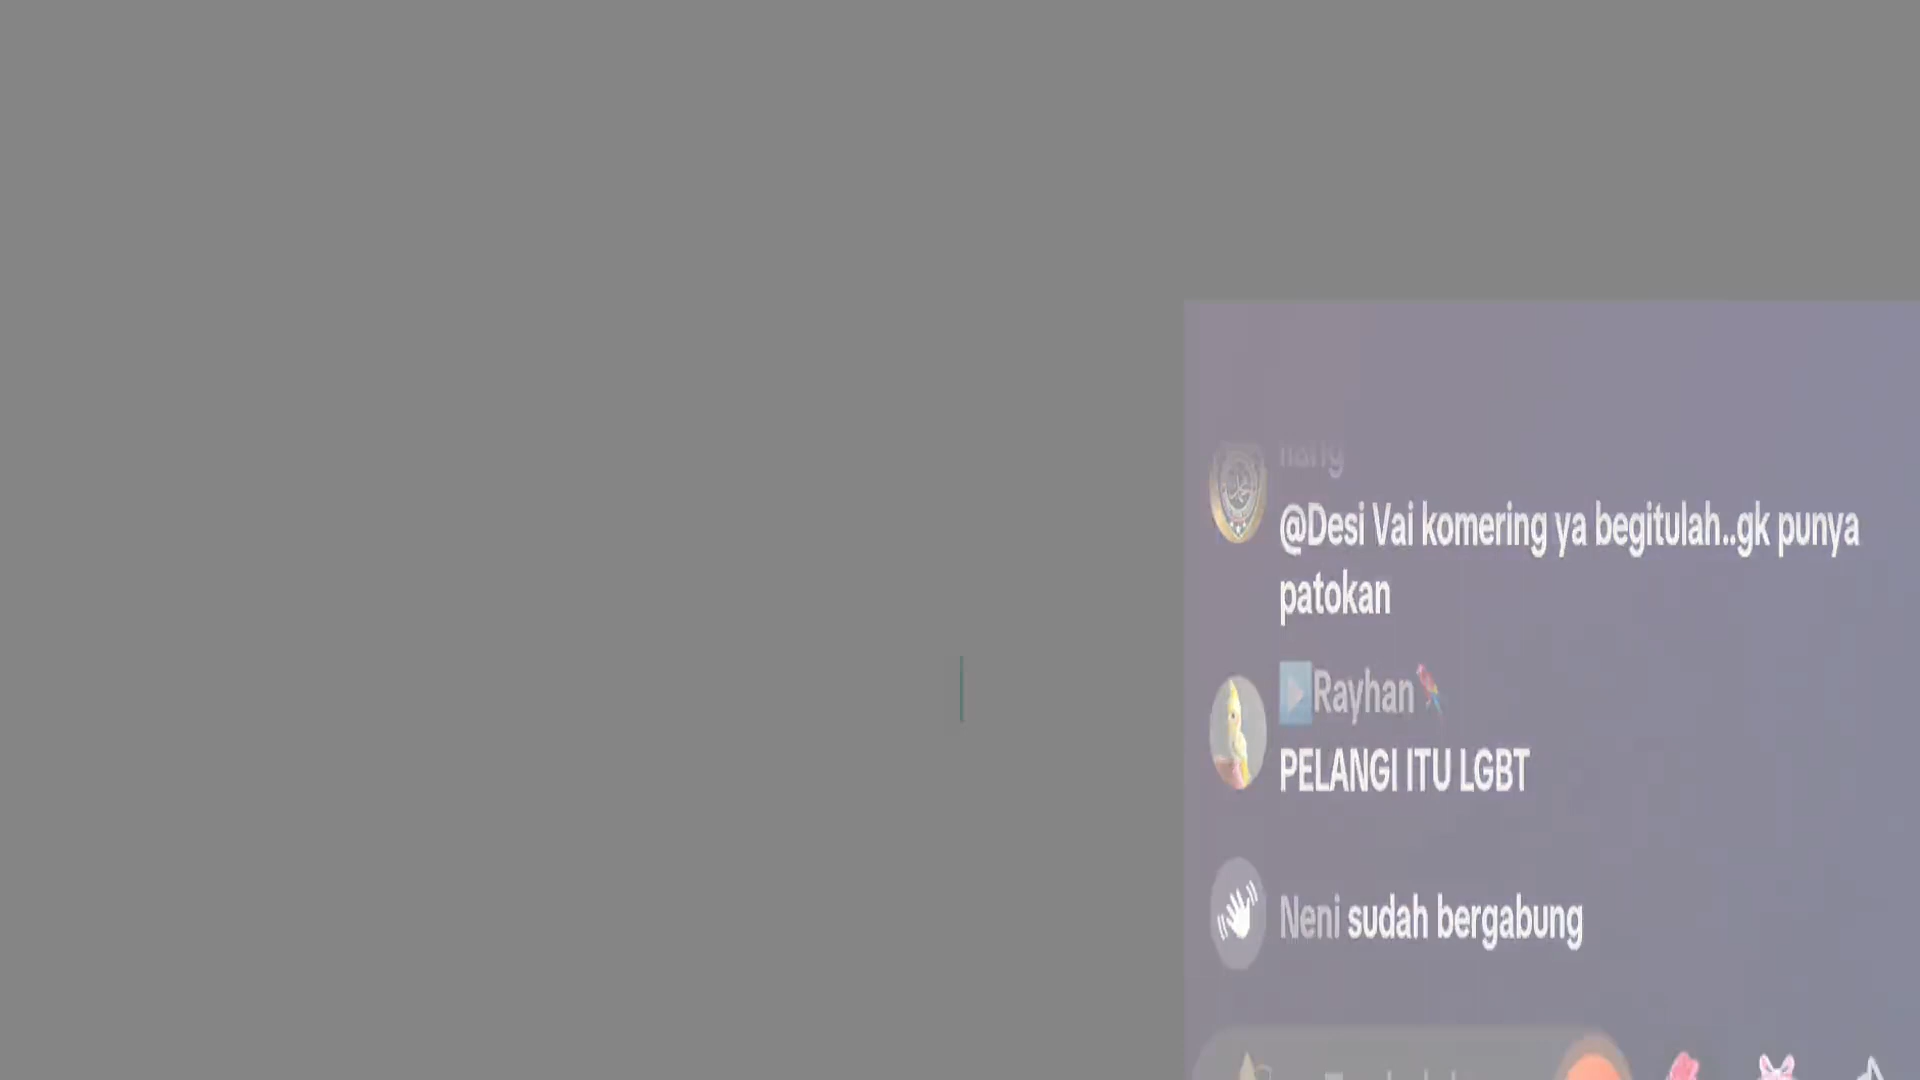 @Desi Vai komering ya begitulah..gk punya
patokan
Rayhan
PELANGI ITU LGBT
Neni sudah bergabung